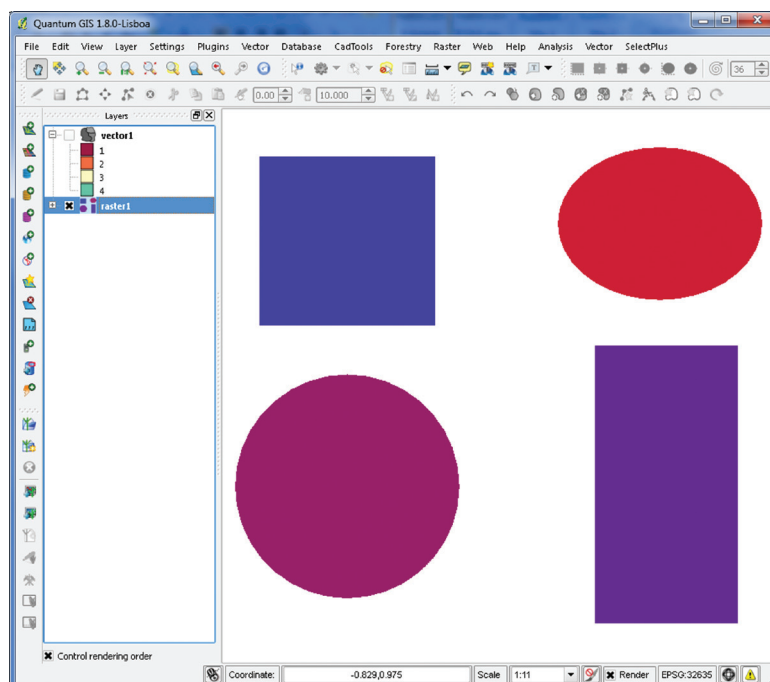 Quantum GIS 1.8.0-Lisboa
File Edit View Layer Settings Plugins Vector Database CadTools Forestry Raster Web Help Analysis Vector SelectPlus
36
0.00 10.000
Layers
vector1
1
2
3
4
raster1
Control rendering order
Coordinate: -0.829,0.975 Scale 1:11 Render EPSG:32635